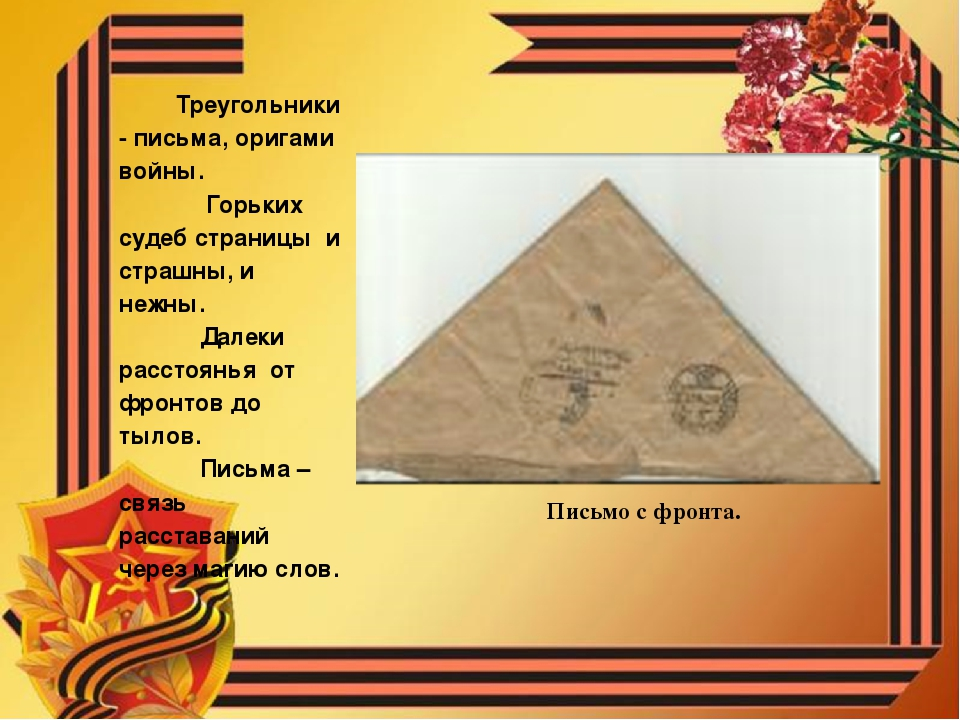 Треугольники
- письма, оригами
войны.
Горьких
судеб страницы и
страшны, и
нежны.
Далеки
расстоянья от
фронтов до
тылов.
Письма –
связь
расставаний
через магию слов.
Письмо с фронта.